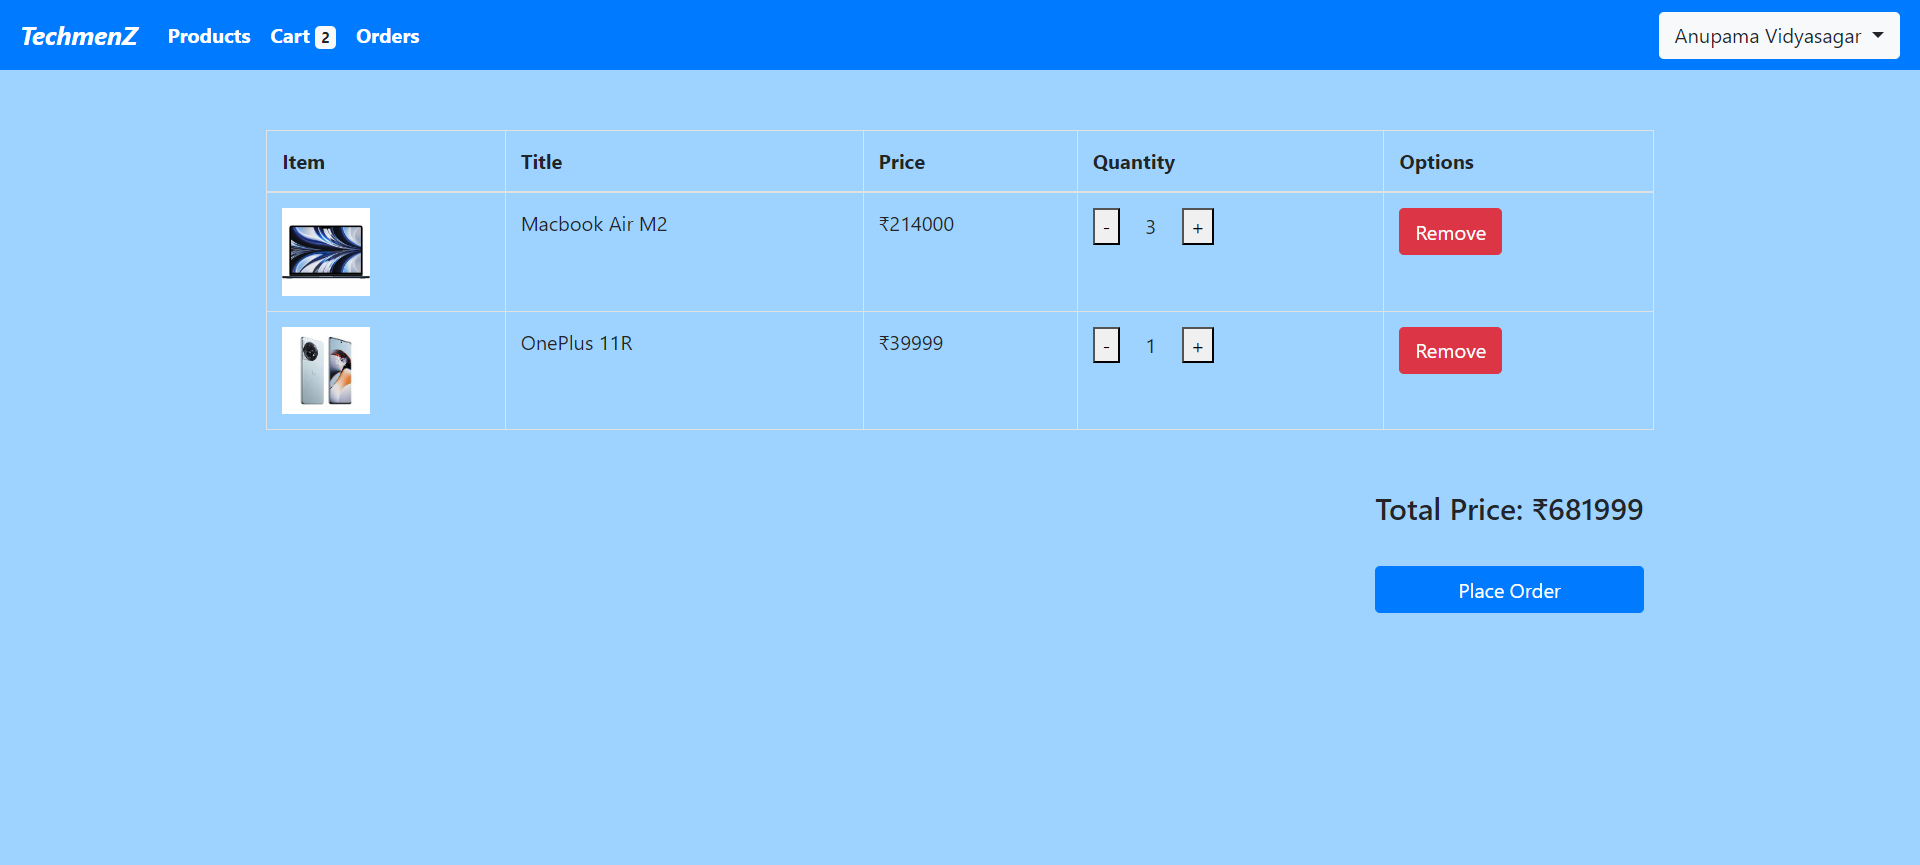 TechmenZ Products Cart 2 Orders Anupama Vidyasagar
Item Title Price Quantity Options
Macbook Air M2 ₹214000 - 3 + Remove
OnePlus 11R ₹39999 - 1 + Remove
Total Price: ₹681999
Place Order